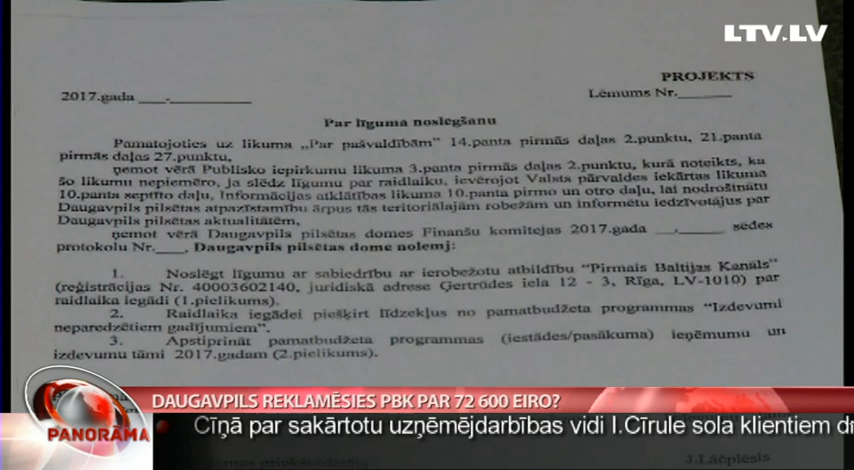 LTV.LV
PROJEKTS
2017.gada ___.________
Lēmums Nr.______
Par līguma noslēgšanu
Pamatojoties uz likuma „Par pašvaldībām” 14.panta pirmās daļas 2.punktu, 21.panta
pirmās daļas 27.punktu,
ņemot vērā Publisko iepirkumu likuma 3.panta pirmās daļas 2.punktu, kurā noteikts, ka
šo likumu nepiemēro, ja slēdz līgumu par raidlaiku, ievērojot Valsts pārvaldes iekārtas likuma
10.panta septīto daļu, Informācijas atklātības likuma 10.panta pirmo un otro daļu, lai nodrošinātu
Daugavpils pilsētas atpazīstamību ārpus tās teritoriālajām robežām un informētu iedzīvotājus par
Daugavpils pilsētas aktualitātēm,
ņemot vērā Daugavpils pilsētas domes Finanšu komitejas 2017.gada ___.______ sēdes
protokolu Nr.___, Daugavpils pilsētas dome nolemj:
1. Noslēgt līgumu ar sabiedrību ar ierobežotu atbildību “Pirmais Baltijas Kanāls”
(reģistrācijas Nr. 40003602140, juridiskā adrese Ģertrūdes iela 12 - 3, Rīga, LV-1010) par
raidlaika iegādi (1.pielikums).
2. Raidlaika iegādei piešķirt līdzekļus no pamatbudžeta programmas “Izdevumi
neparedzētiem gadījumiem”.
3. Apstiprināt pamatbudžeta programmas (iestādes/pasākuma) ieņēmumu un
izdevumu tāmi 2017.gadam (2.pielikums).
DAUGAVPILS REKLAMĒSIES PBK PAR 72 600 EIRO?
PANORĀMA
Cīņā par sakārtotu uzņēmējdarbības vidi I.Cīrule sola klientiem
J.Lāčplēsis